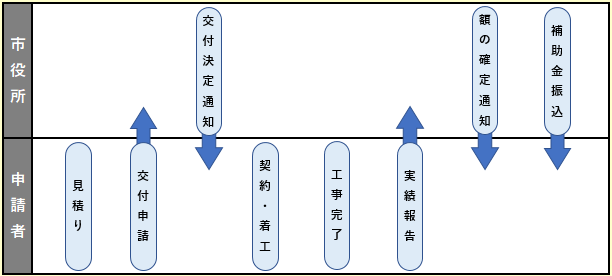 市役所
交付決定通知
額の確定通知
補助金振込
申請者
見積り
交付申請
契約・着工
工事完了
実績報告